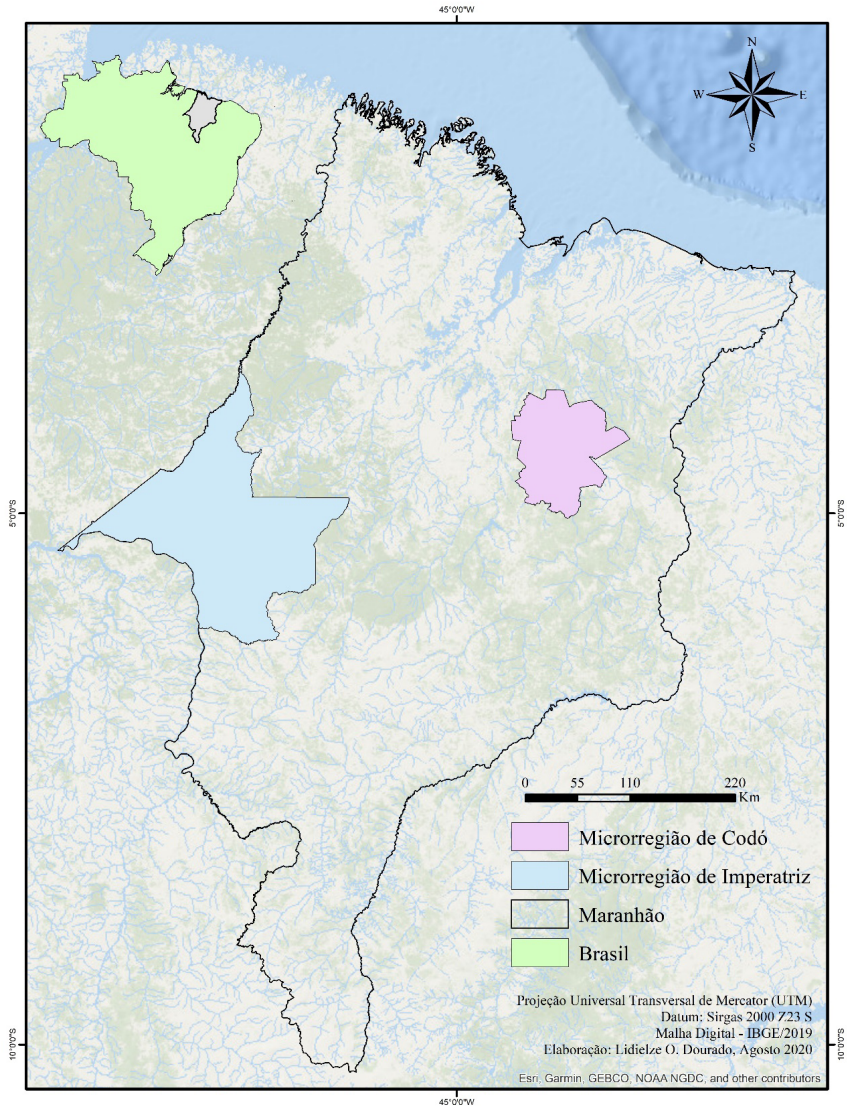 45°0'0"W
N
W
E
S
5°0'0"S
5°0'0"S
0 55 110 220
Km
Microrregião de Codó
Microrregião de Imperatriz
Maranhão
Brasil
Projeção Universal Transversal de Mercator (UTM)
Datum: Sirgas 2000 Z23 S
Malha Digital - IBGE/2019
Elaboração: Lidielze O. Dourado, Agosto 2020
10°0'0"S
10°0'0"S
Esri, Garmin, GEBCO, NOAA NGDC, and other contributors
45°0'0"W